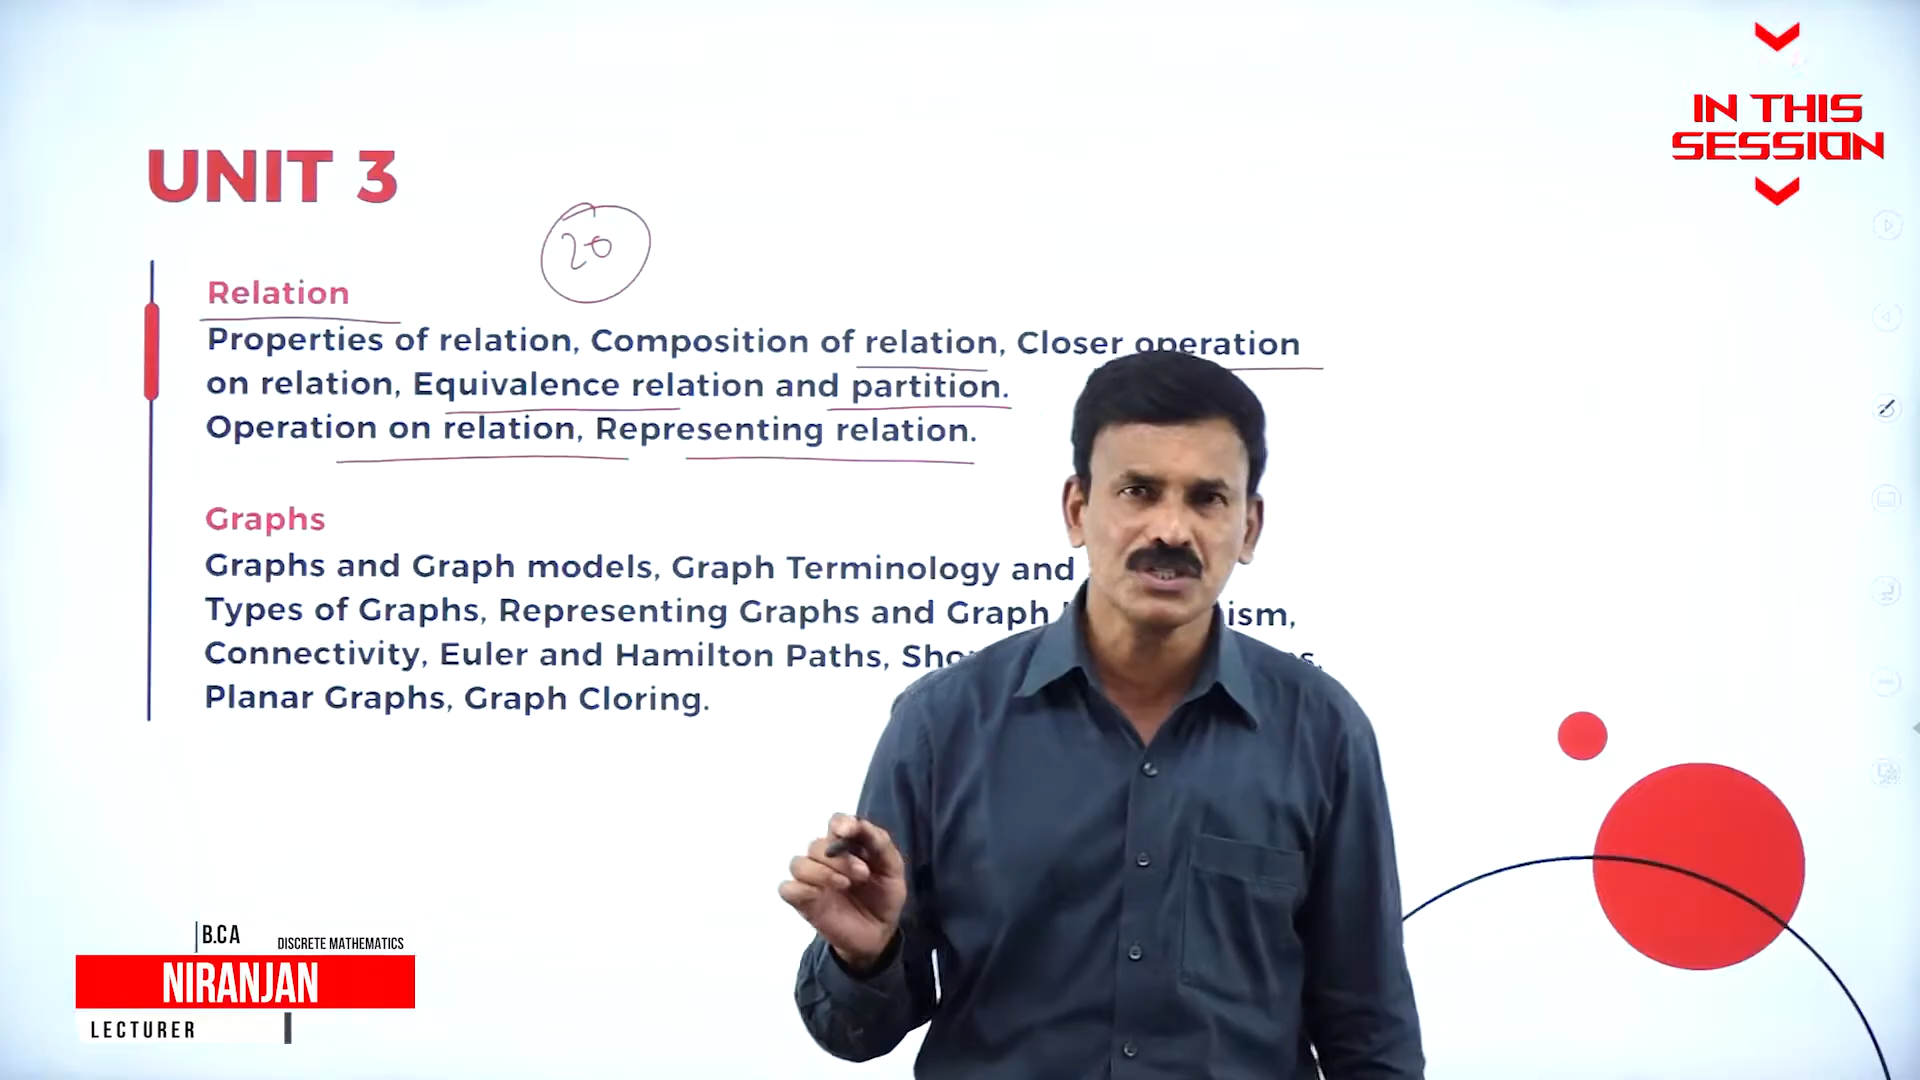 IN THIS
SESSION
UNIT 3
20
Relation
Properties of relation, Composition of relation, Closer operation
on relation, Equivalence relation and partition.
Operation on relation, Representing relation.
Graphs
Graphs and Graph models, Graph Terminology and
Types of Graphs, Representing Graphs and Graph
Connectivity, Euler and Hamilton Paths,
Planar Graphs, Graph Cloring.
B.CA
DISCRETE MATHEMATICS
NIRANJAN
LECTURER